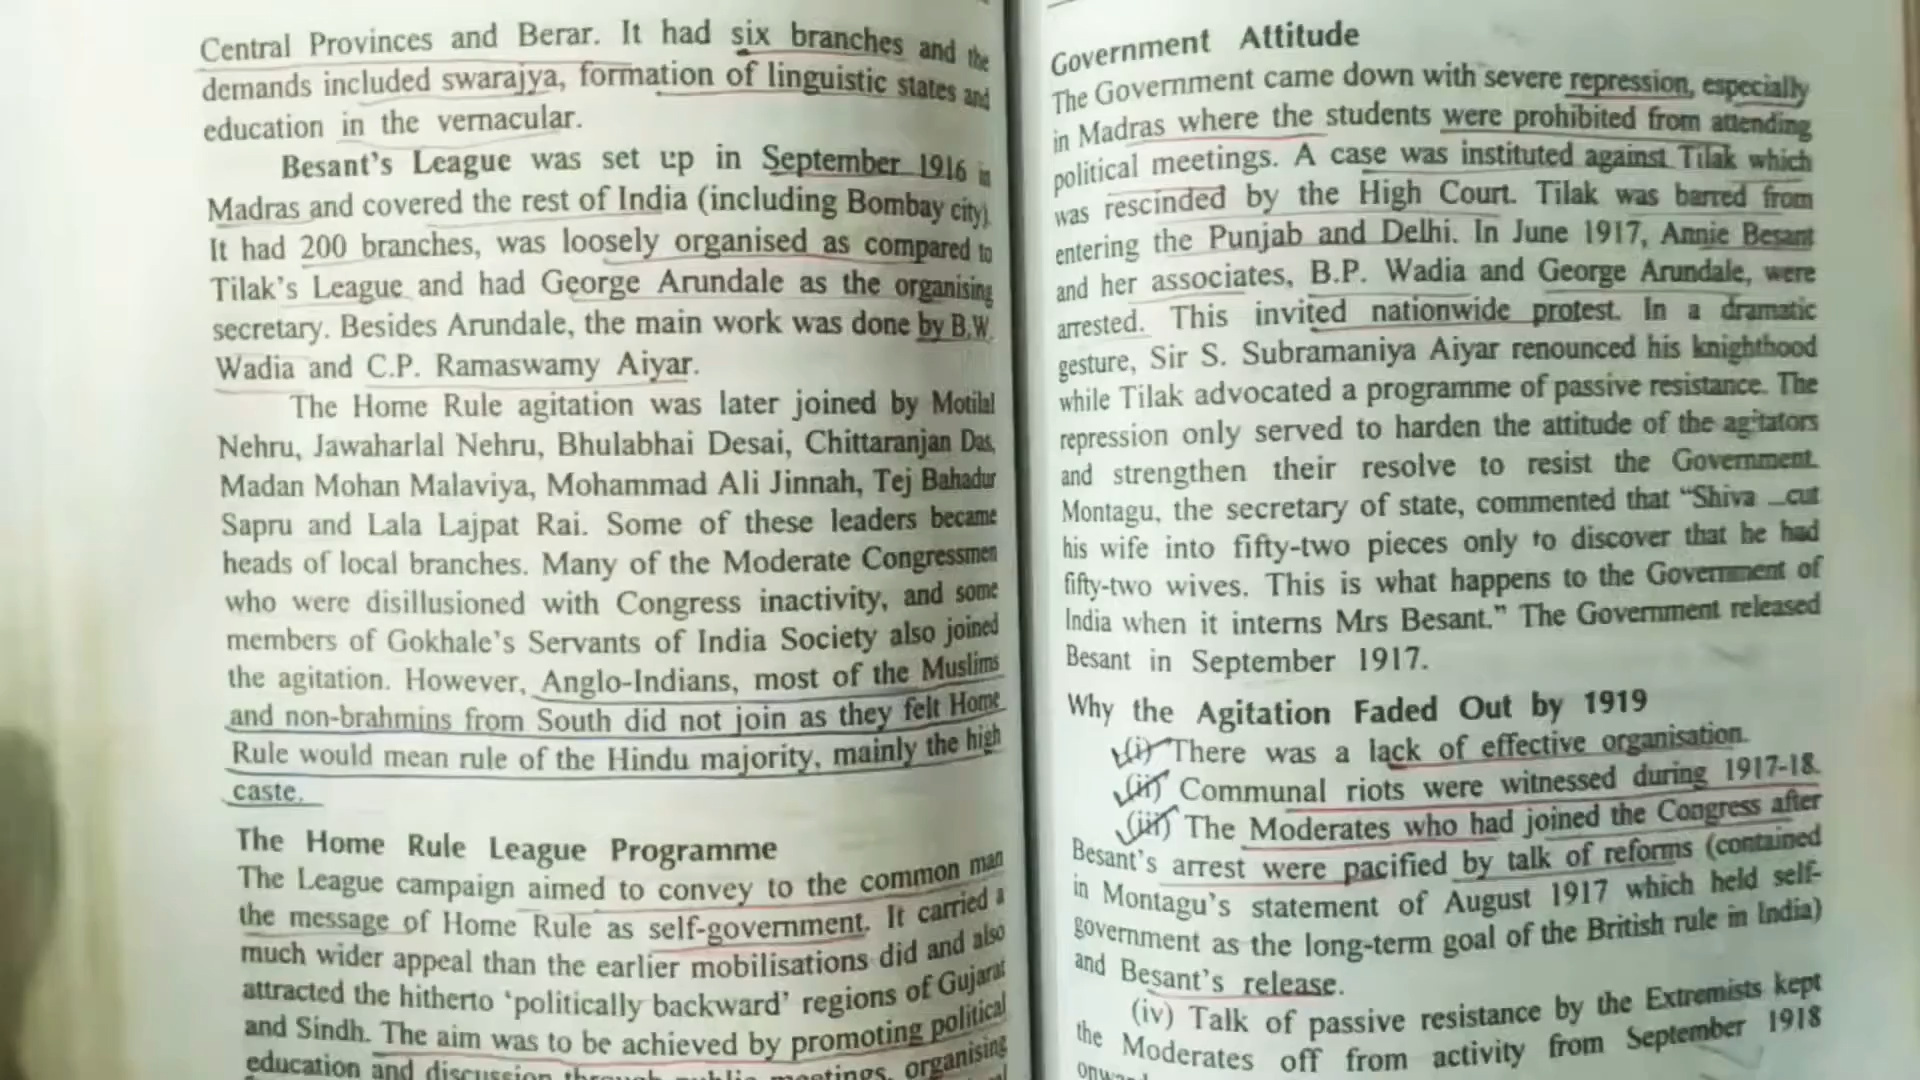 Central Provinces and Berar. It had six branches and the
demands included swarajya, formation of linguistic states and
education in the vernacular.
Besant's League was set up in September 1916 in
Madras and covered the rest of India (including Bombay city).
It had 200 branches, was loosely organised as compared to
Tilak's League and had George Arundale as the organising
secretary. Besides Arundale, the main work was done by B.W.
Wadia and C.P. Ramaswamy Aiyar.
The Home Rule agitation was later joined by Motilal
Nehru, Jawaharlal Nehru, Bhulabhai Desai, Chittaranjan Das,
Madan Mohan Malaviya, Mohammad Ali Jinnah, Tej Bahadur
Sapru and Lala Lajpat Rai. Some of these leaders became
heads of local branches. Many of the Moderate Congressmen
who were disillusioned with Congress inactivity, and some
members of Gokhale's Servants of India Society also joined
the agitation. However, Anglo-Indians, most of the Muslims
and non-brahmins from South did not join as they felt Home
Rule would mean rule of the Hindu majority, mainly the high
caste.
The Home Rule League Programme
The League campaign aimed to convey to the common man
the message of Home Rule as self-government. It carried a
much wider appeal than the earlier mobilisations did and also
attracted the hitherto 'politically backward' regions of Gujarat
and Sindh. The aim was to be achieved by promoting political
education and discussion through public meetings, organising
Government Attitude
The Government came down with severe repression, especially
in Madras where the students were prohibited from attending
political meetings. A case was instituted against Tilak which
was rescinded by the High Court. Tilak was barred from
entering the Punjab and Delhi. In June 1917, Annie Besant
and her associates, B.P. Wadia and George Arundale, were
arrested. This invited nationwide protest. In a dramatic
gesture, Sir S. Subramaniya Aiyar renounced his knighthood
while Tilak advocated a programme of passive resistance. The
repression only served to harden the attitude of the agitators
and strengthen their resolve to resist the Government.
Montagu, the secretary of state, commented that "Shiva ...cut
his wife into fifty-two pieces only to discover that he had
fifty-two wives. This is what happens to the Government of
India when it interns Mrs Besant." The Government released
Besant in September 1917.
Why the Agitation Faded Out by 1919
(i) There was a lack of effective organisation.
(ii) Communal riots were witnessed during 1917-18.
(iii) The Moderates who had joined the Congress after
Besant's arrest were pacified by talk of reforms (contained
in Montagu's statement of August 1917 which held self-
government as the long-term goal of the British rule in India)
and Besant's release.
(iv) Talk of passive resistance by the Extremists kept
the Moderates off from activity from September 1918